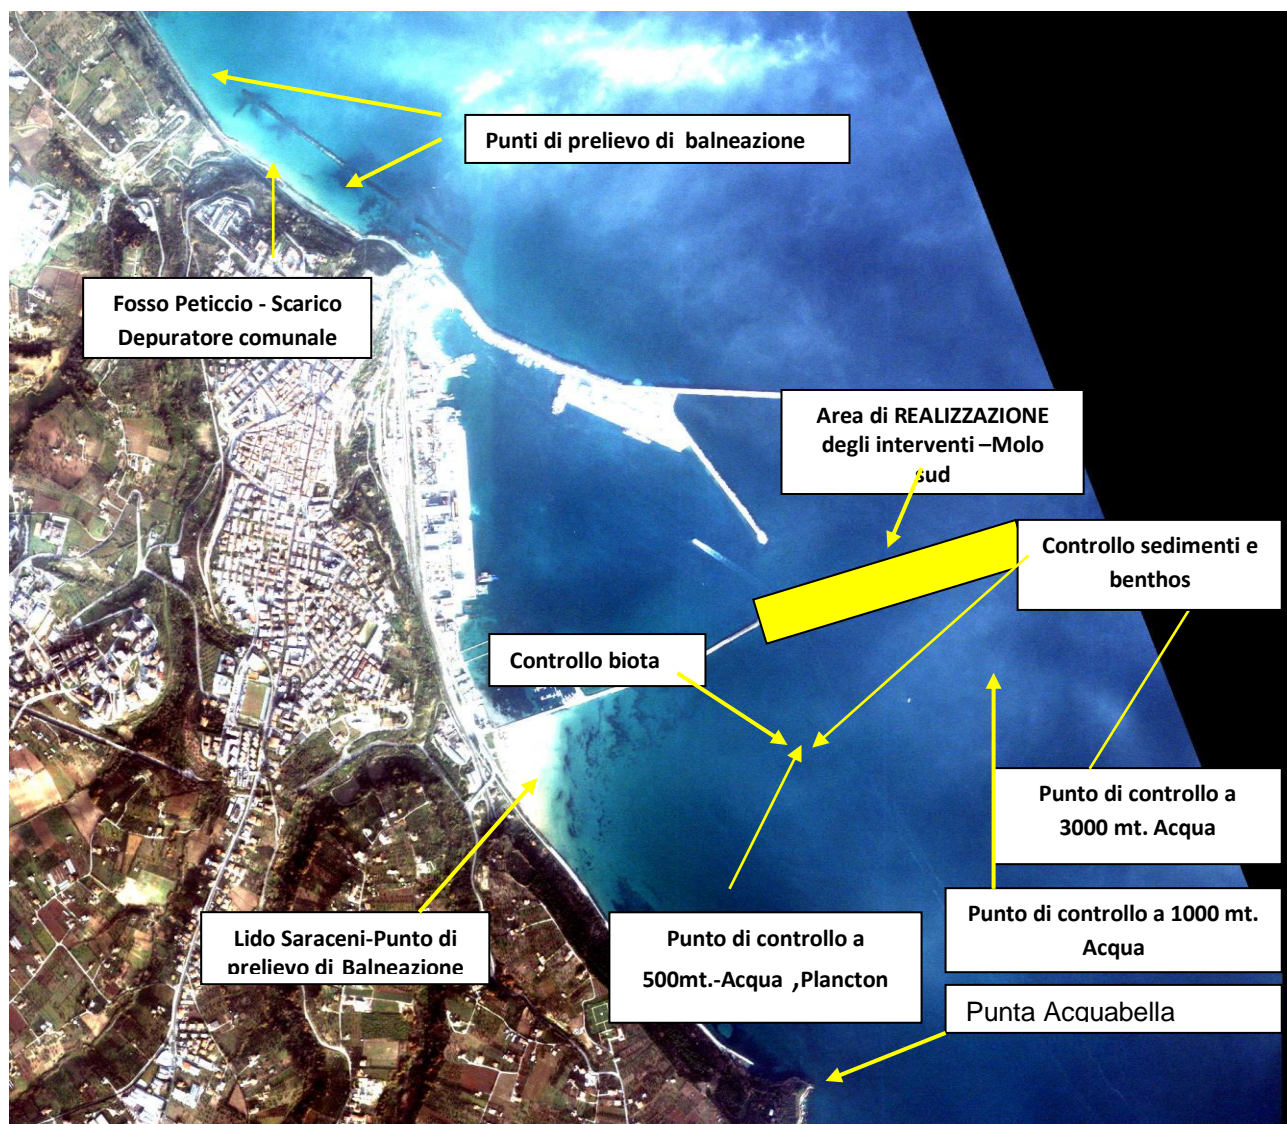 Punti di prelievo di balneazione
Fosso Peticcio - Scarico
Depuratore comunale
Area di REALIZZAZIONE
degli interventi –Molo
sud
Controllo sedimenti e
benthos
Controllo biota
Punto di controllo a
3000 mt. Acqua
Punto di controllo a 1000 mt.
Acqua
Lido Saraceni-Punto di
prelievo di Balneazione
Punto di controllo a
500mt.-Acqua ,Plancton
Punta Acquabella